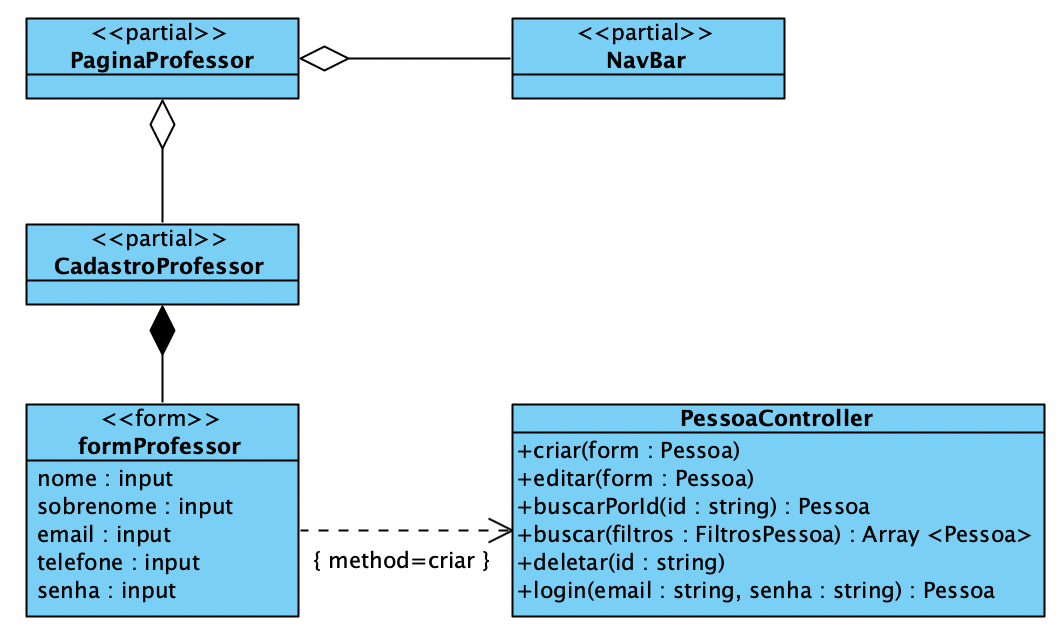 <<partial>>
PaginaProfessor
<<partial>>
NavBar
<<partial>>
CadastroProfessor
<<form>>
formProfessor
nome : input
sobrenome : input
email : input
telefone : input
senha : input
{ method=criar }
PessoaController
+criar(form : Pessoa)
+editar(form : Pessoa)
+buscarPorId(id : string) : Pessoa
+buscar(filtros : FiltrosPessoa) : Array <Pessoa>
+deletar(id : string)
+login(email : string, senha : string) : Pessoa